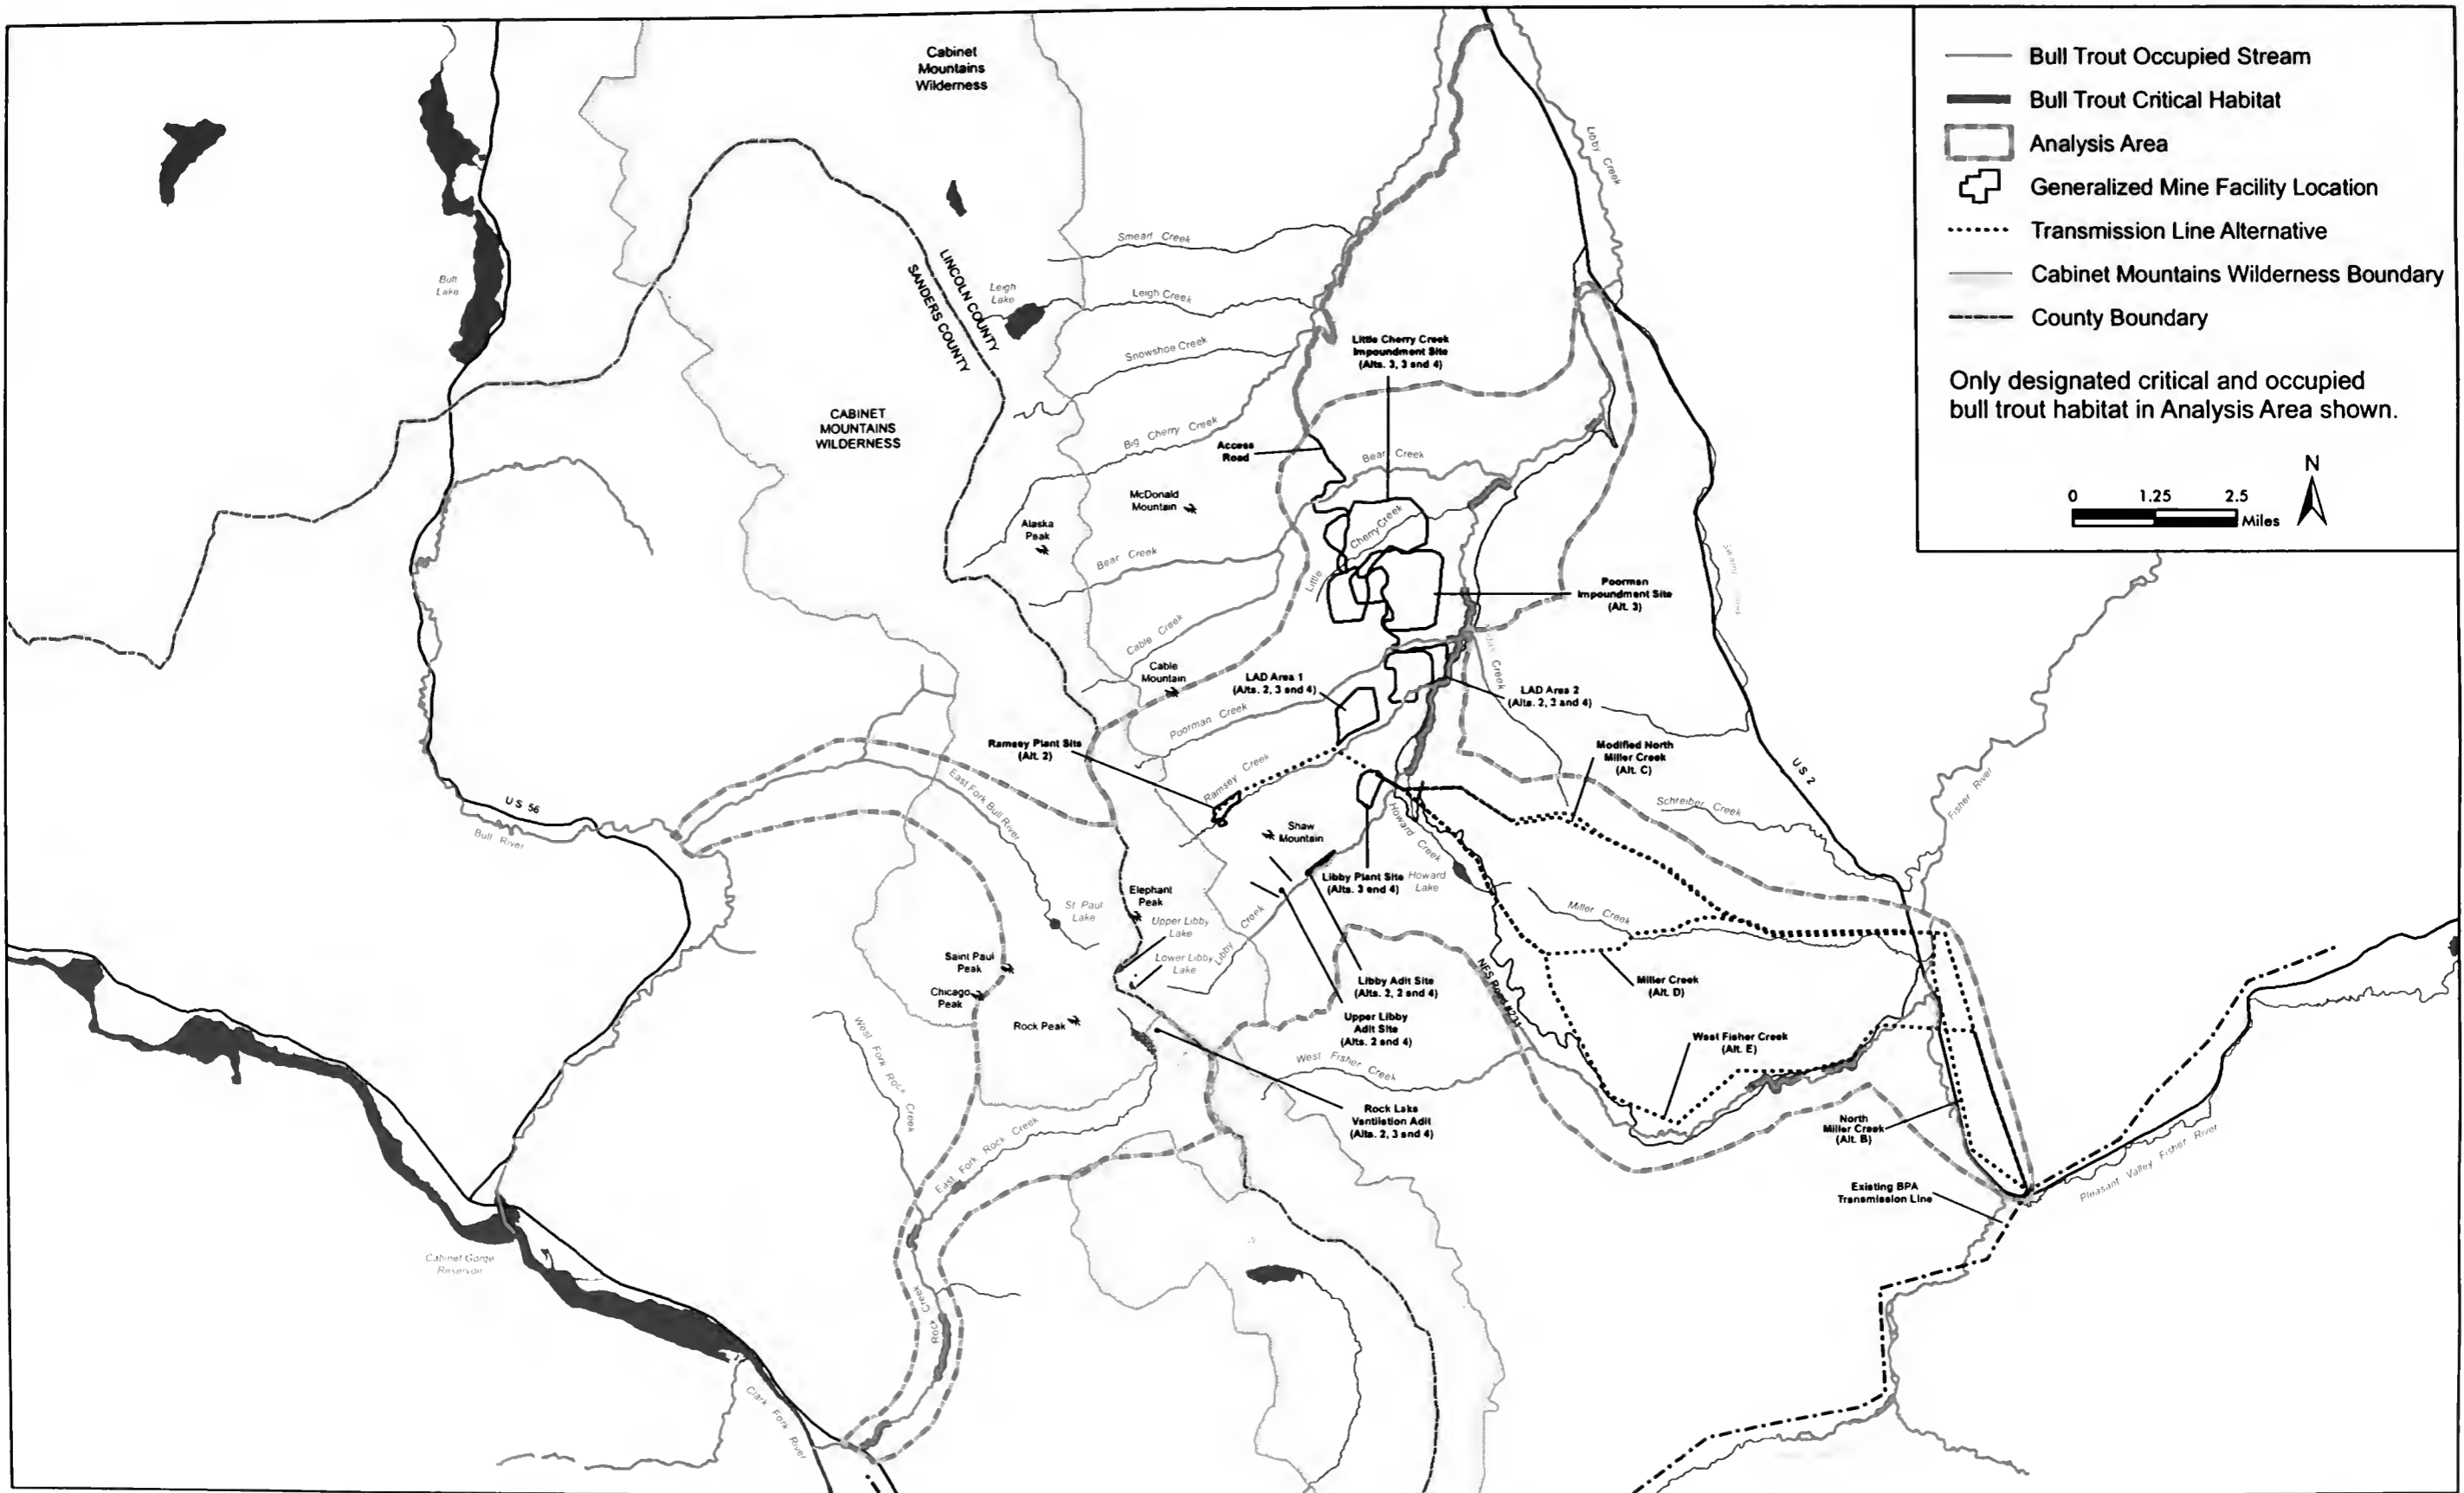 Bull Trout Occupied Stream
Bull Trout Critical Habitat
Analysis Area
Generalized Mine Facility Location
Transmission Line Alternative
Cabinet Mountains Wilderness Boundary
County Boundary
Only designated critical and occupied
bull trout habitat in Analysis Area shown.
N
0 1.25 2.5
Miles
Cabinet
Mountains
Wilderness
Libby Creek
Smeart Creek
LINCOLN COUNTY
SANDERS COUNTY
Bull
Lake
Leigh
Lake
Leigh Creek
Snowshoe Creek
Little Cherry Creek
Impoundment Site
(Alts. 3, 3 and 4)
CABINET
MOUNTAINS
WILDERNESS
Big Cherry Creek
Access
Road
Bear Creek
McDonald
Mountain
Alaska
Peak
Cherry Creek
Little
Bear Creek
Poorman
Impoundment Site
(Alt. 3)
Cable Creek
Cable
Mountain
Creek
LAD Area 1
(Alts. 2, 3 and 4)
LAD Area 2
(Alts. 2, 3 and 4)
Poorman Creek
Ramsey Plant Site
(Alt. 2)
Modified North
Miller Creek
(Alt. C)
US 2
Ramsey Creek
East Fork Bull River
US 56
Bull River
Schreiber Creek
Fisher River
Howard Creek
Shaw
Mountain
Libby Plant Site
(Alts. 3 and 4)
Howard
Lake
Elephant
Peak
St Paul
Lake
Upper Libby
Lake
Miller Creek
Libby Creek
Saint Paul
Peak
Lower Libby
Lake
Chicago
Peak
Libby Adit Site
(Alts. 2, 2 and 4)
NFS Road #231
Miller Creek
(Alt. D)
Rock Peak
Upper Libby
Adit Site
(Alts. 2 and 4)
West Fork Rock Creek
West Fisher Creek
West Fisher Creek
(Alt. E)
Rock Lake
Ventilation Adit
(Alts. 2, 3 and 4)
North
Miller Creek
(Alt. B)
East Fork Rock Creek
Pleasant Valley Fisher River
Existing BPA
Transmission Line
Cabinet Gorge
Reservoir
Rock Creek
Clark Fork River